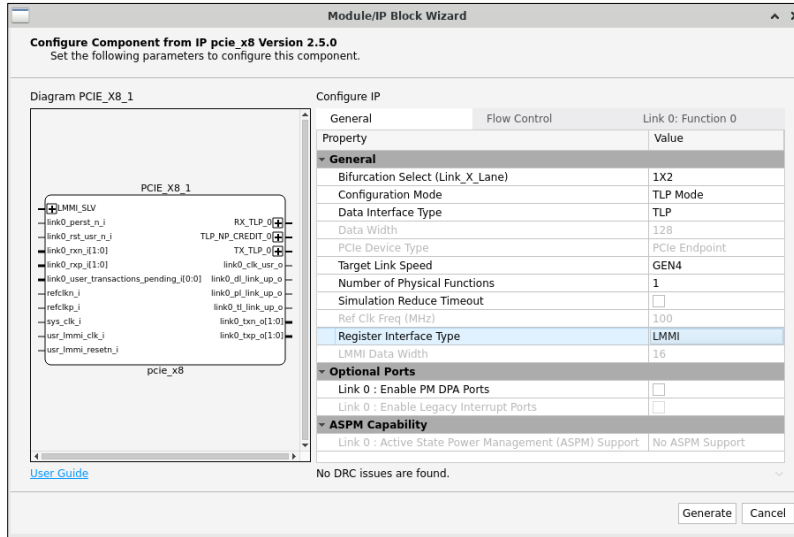 Module/IP Block Wizard
Configure Component from IP pcie_x8 Version 2.5.0
Set the following parameters to configure this component.
Diagram PCIE_X8_1
PCIE_X8_1
LMMI_SLV
link0_perst_n_i
RX_TLP_0
link0_rst_usr_n_i
TLP_NP_CREDIT_0
link0_rxn_i[1:0]
TX_TLP_0
link0_rxp_i[1:0]
link0_clk_usr_o
link0_user_transactions_pending_i[0:0]
link0_dl_link_up_o
refclkn_i
link0_pl_link_up_o
refclkp_i
link0_tl_link_up_o
sys_clk_i
link0_txn_o[1:0]
usr_lmmi_clk_i
link0_txp_o[1:0]
usr_lmmi_resetn_i
pcie_x8
User Guide
Configure IP
General Flow Control Link 0: Function 0
Property Value
General
Bifurcation Select (Link_X_Lane) 1X2
Configuration Mode TLP Mode
Data Interface Type TLP
Data Width 128
PCIe Device Type PCIe Endpoint
Target Link Speed GEN4
Number of Physical Functions 1
Simulation Reduce Timeout
Ref Clk Freq (MHz) 100
Register Interface Type LMMI
LMMI Data Width 16
Optional Ports
Link 0 : Enable PM DPA Ports
Link 0 : Enable Legacy Interrupt Ports
ASPM Capability
Link 0 : Active State Power Management (ASPM) Support No ASPM Support
No DRC issues are found.
Generate Cancel